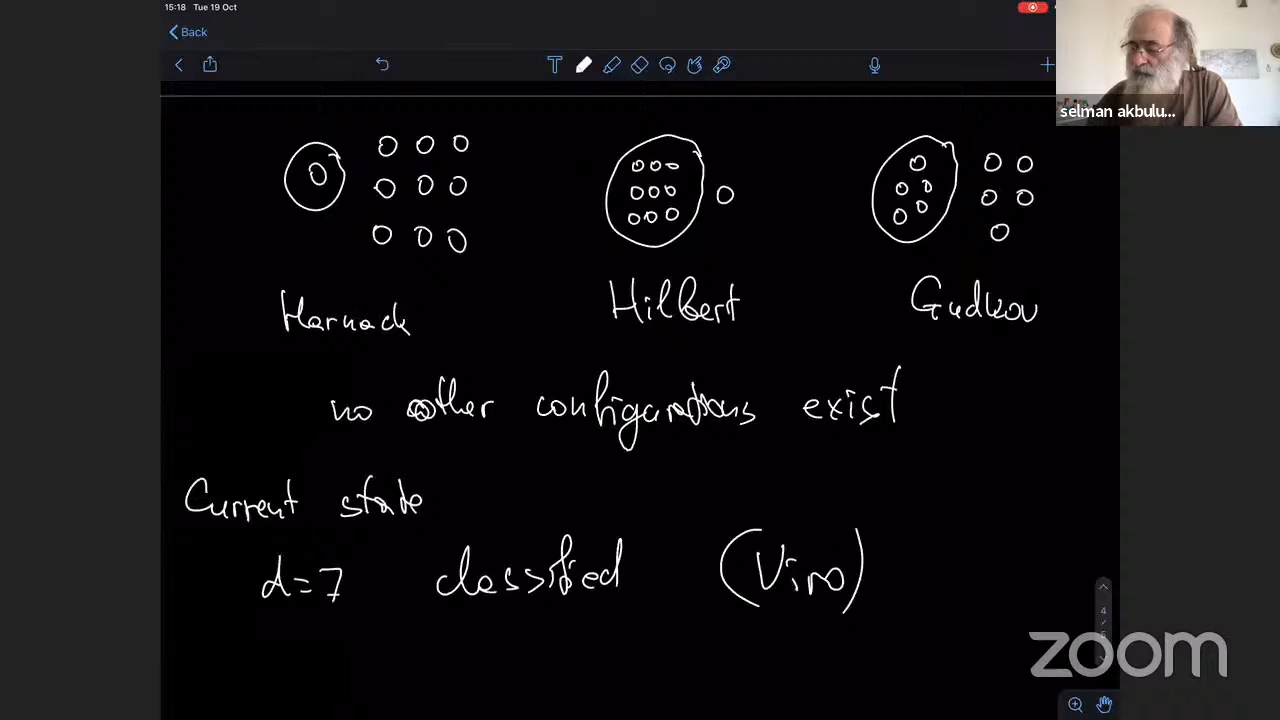 15:18 Tue 19 Oct
Back
T
selman akbulu...
Harnack
Hilbert
Gudkov
no other configurations exist
Current state
d=7 classified (Viro)
4
zoom